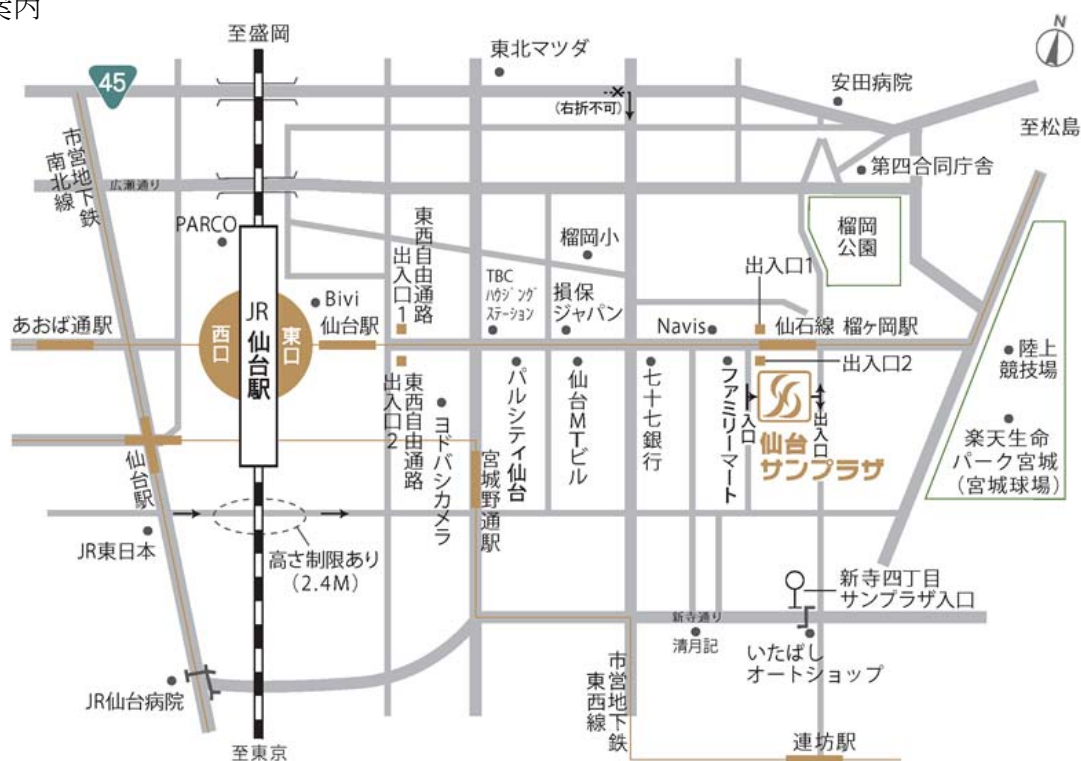 案内
至盛岡
N
東北マツダ
45
安田病院
(右折不可)
至松島
市営地下鉄
南北線
広瀬通り
第四合同庁舎
PARCO
東西自由通路
出入口1
榴岡小
榴岡
公園
出入口1
TBC
ハウジング
ステーション
損保
ジャパン
Bivi
JR仙台駅
西口
東口
あおば通駅
仙台駅
Navis
仙石線 榴ヶ岡駅
出入口2
陸上
競技場
東西自由通路
出入口2
ヨドバシカメラ
パルシティ仙台
仙台MTビル
七十七銀行
ファミリーマート
入口
出入口
仙台
サンプラザ
楽天生命
パーク宮城
(宮城球場)
仙台駅
宮城野通駅
JR東日本
高さ制限あり
(2.4M)
新寺四丁目
サンプラザ入口
新寺通り
清月記
いたばし
オートショップ
JR仙台病院
市営地下鉄
東西線
連坊駅
至東京